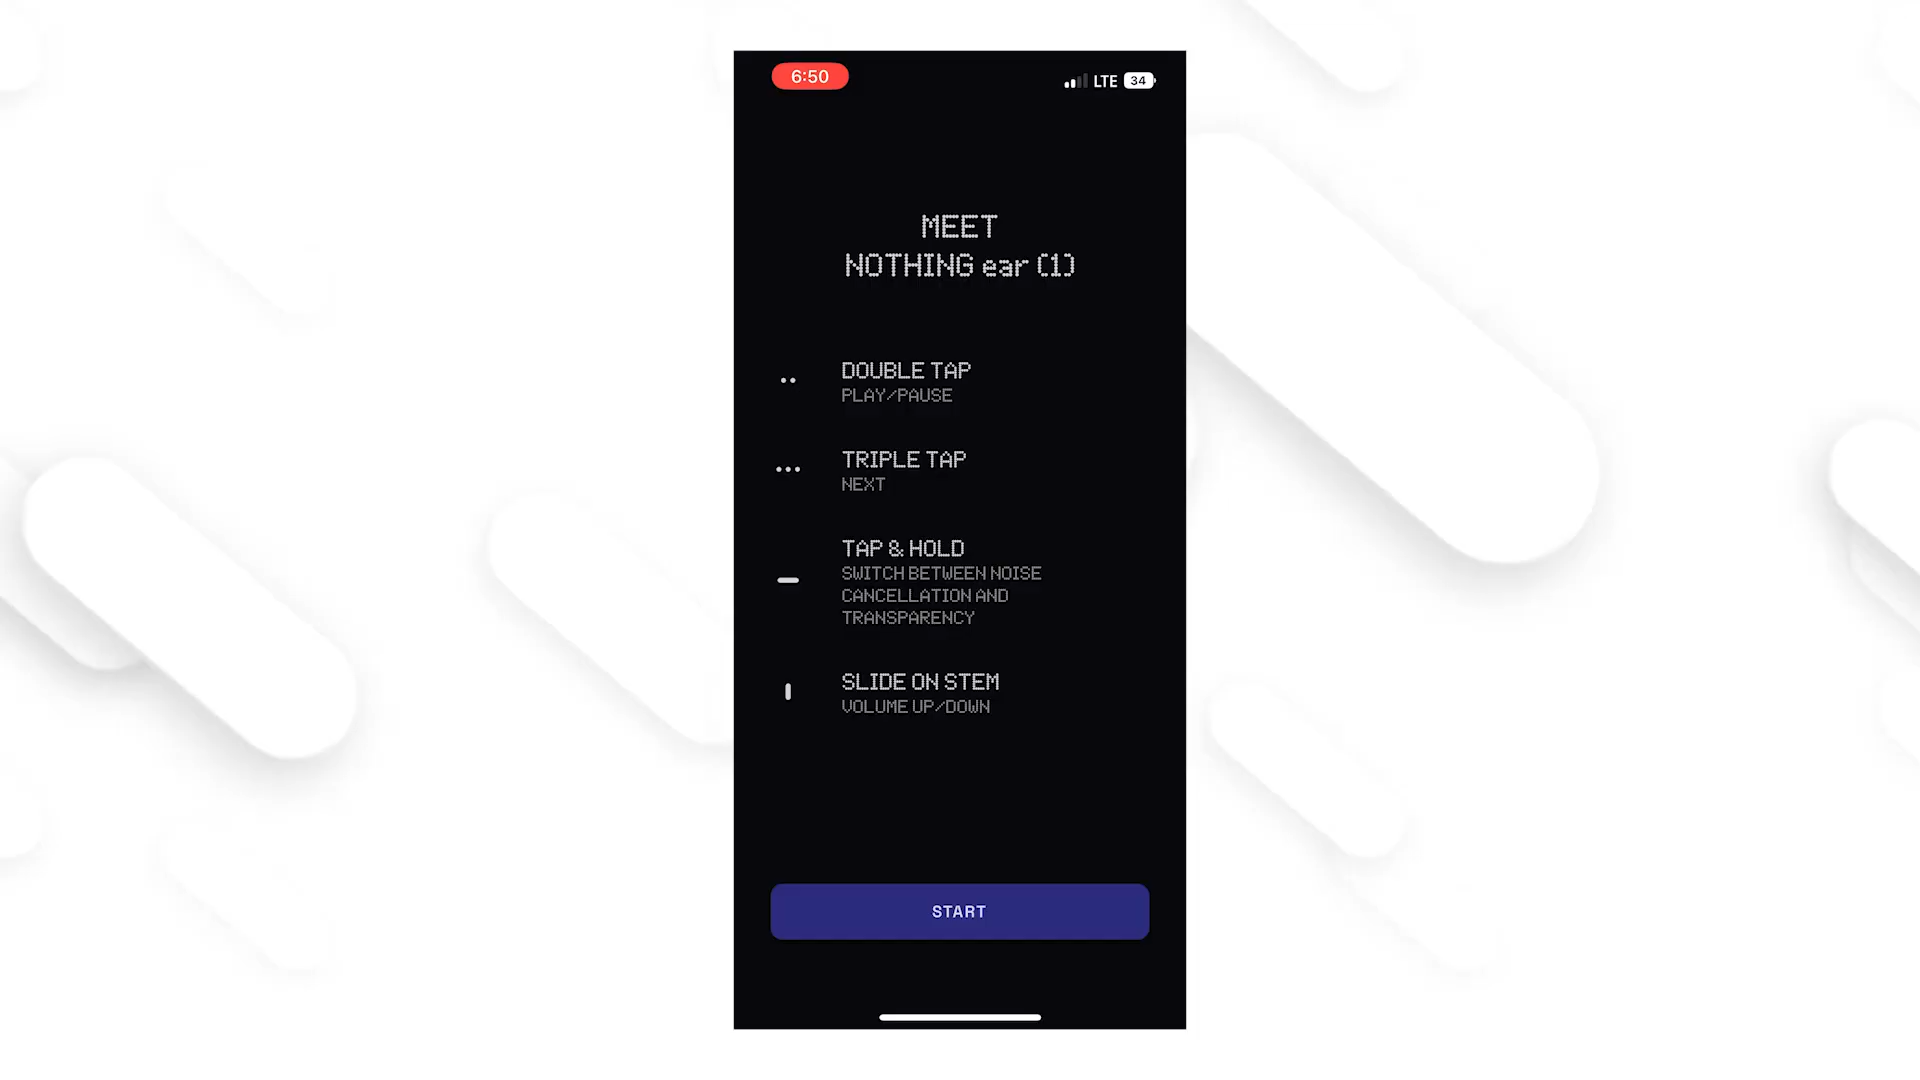 6:50
LTE 34
MEET
NOTHING ear (1)
DOUBLE TAP
PLAY/PAUSE
TRIPLE TAP
NEXT
TAP & HOLD
SWITCH BETWEEN NOISE
CANCELLATION AND
TRANSPARENCY
SLIDE ON STEM
VOLUME UP/DOWN
START